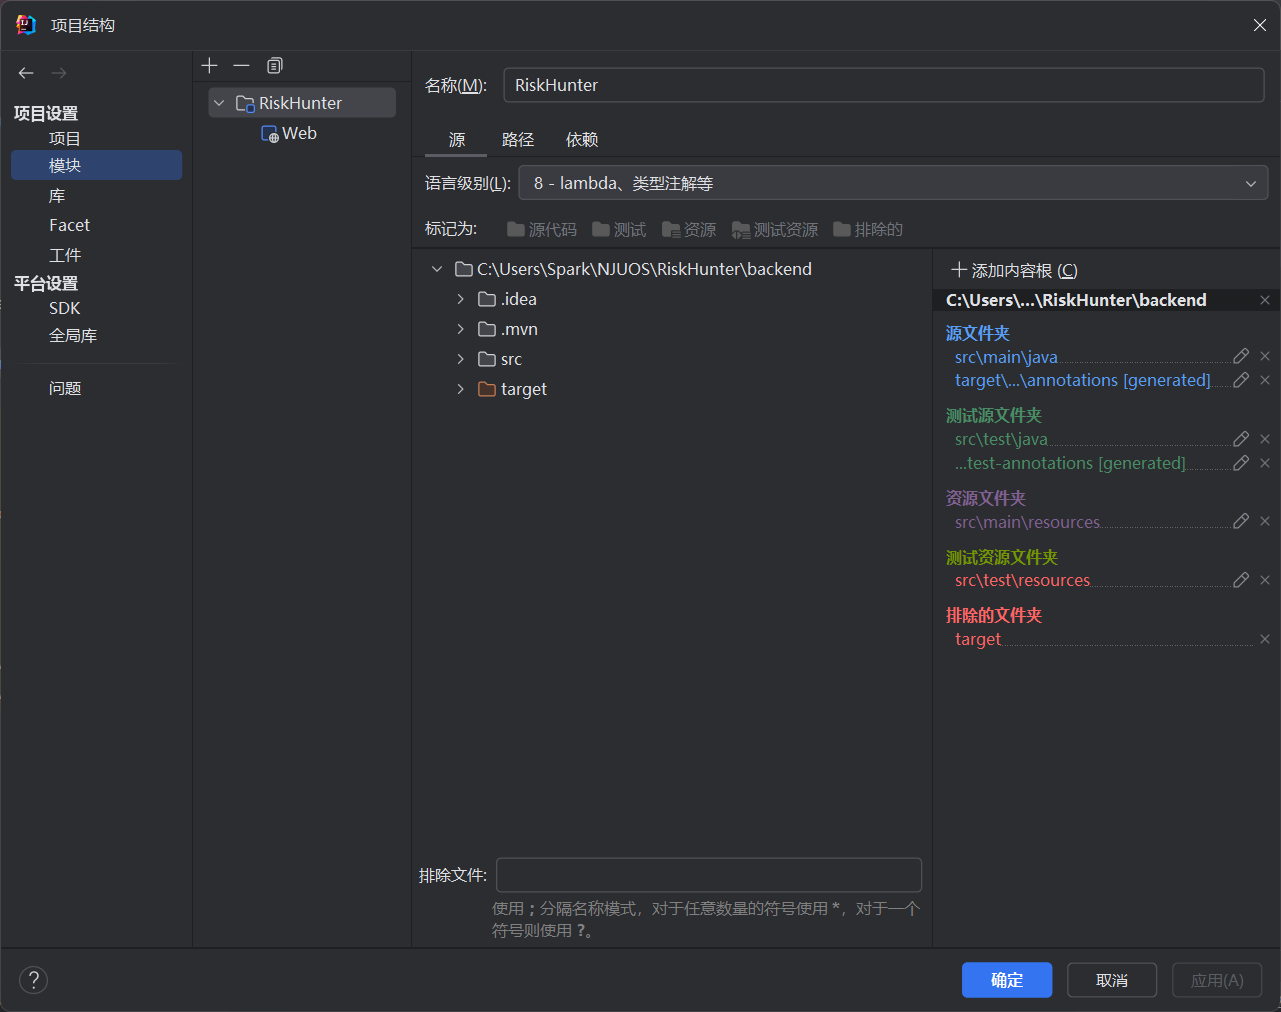 项目结构
项目设置
项目
模块
库
Facet
工件
平台设置
SDK
全局库
问题
RiskHunter
Web
名称(M):
RiskHunter
源
路径
依赖
语言级别(L):
8 - lambda、类型注解等
标记为:
源代码
测试
资源
测试资源
排除的
C:\Users\Spark\NJUOS\RiskHunter\backend
.idea
.mvn
src
target
排除文件:
使用 ; 分隔名称模式，对于任意数量的符号使用 *，对于一个
符号则使用 ?。
添加内容根 (C)
C:\Users\...\RiskHunter\backend
源文件夹
src\main\java
target\...\annotations [generated]
测试源文件夹
src\test\java
...test-annotations [generated]
资源文件夹
src\main\resources
测试资源文件夹
src\test\resources
排除的文件夹
target
?
确定
取消
应用(A)